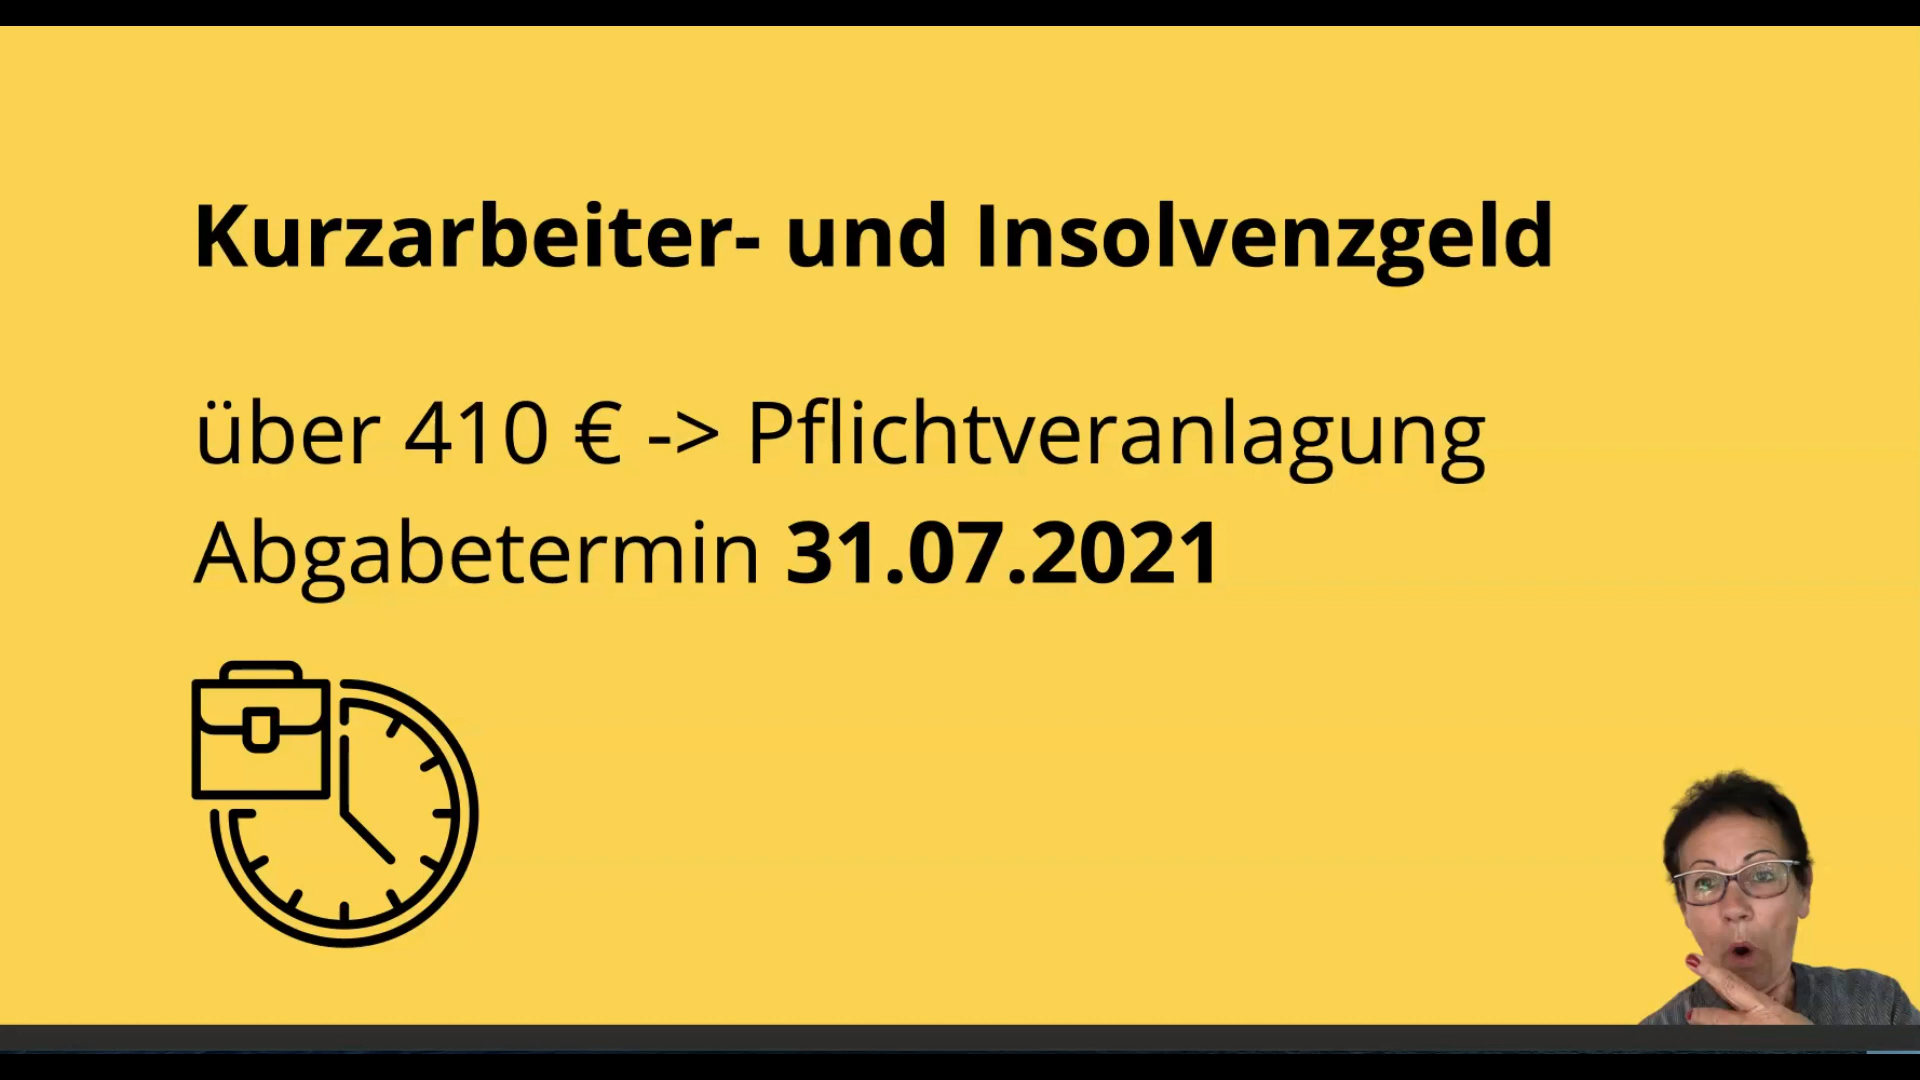 Kurzarbeiter- und Insolvenzgeld
über 410 € -> Pflichtveranlagung
Abgabetermin 31.07.2021